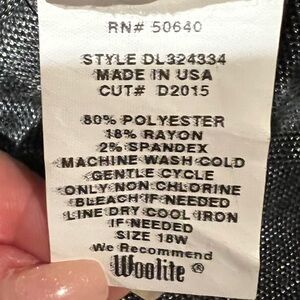 RN# 50640
STYLE DL324334
MADE IN USA
CUT# D2015
80% POLYESTER
18% RAYON
2% SPANDEX
MACHINE WASH COLD
GENTLE CYCLE
ONLY NON CHLORINE
BLEACH IF NEEDED
LINE DRY COOL IRON
IF NEEDED
SIZE 18W
We Recommend
Woolite ®